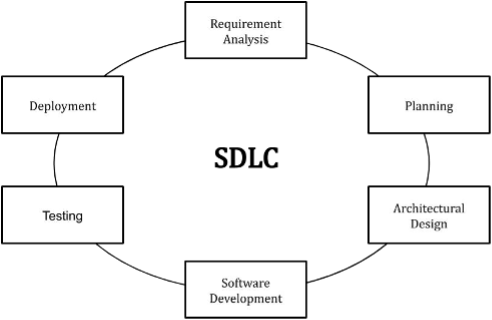 Requirement
Analysis
Deployment
Planning
SDLC
Testing
Architectural
Design
Software
Development